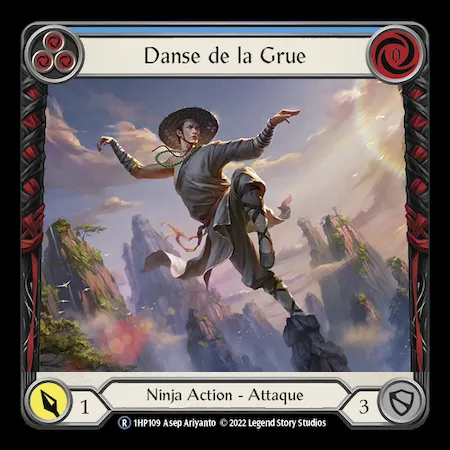 Danse de la Grue
0
Ninja Action - Attaque
1
3
R 1HP109 Asep Ariyanto © 2022 Legend Story Studios